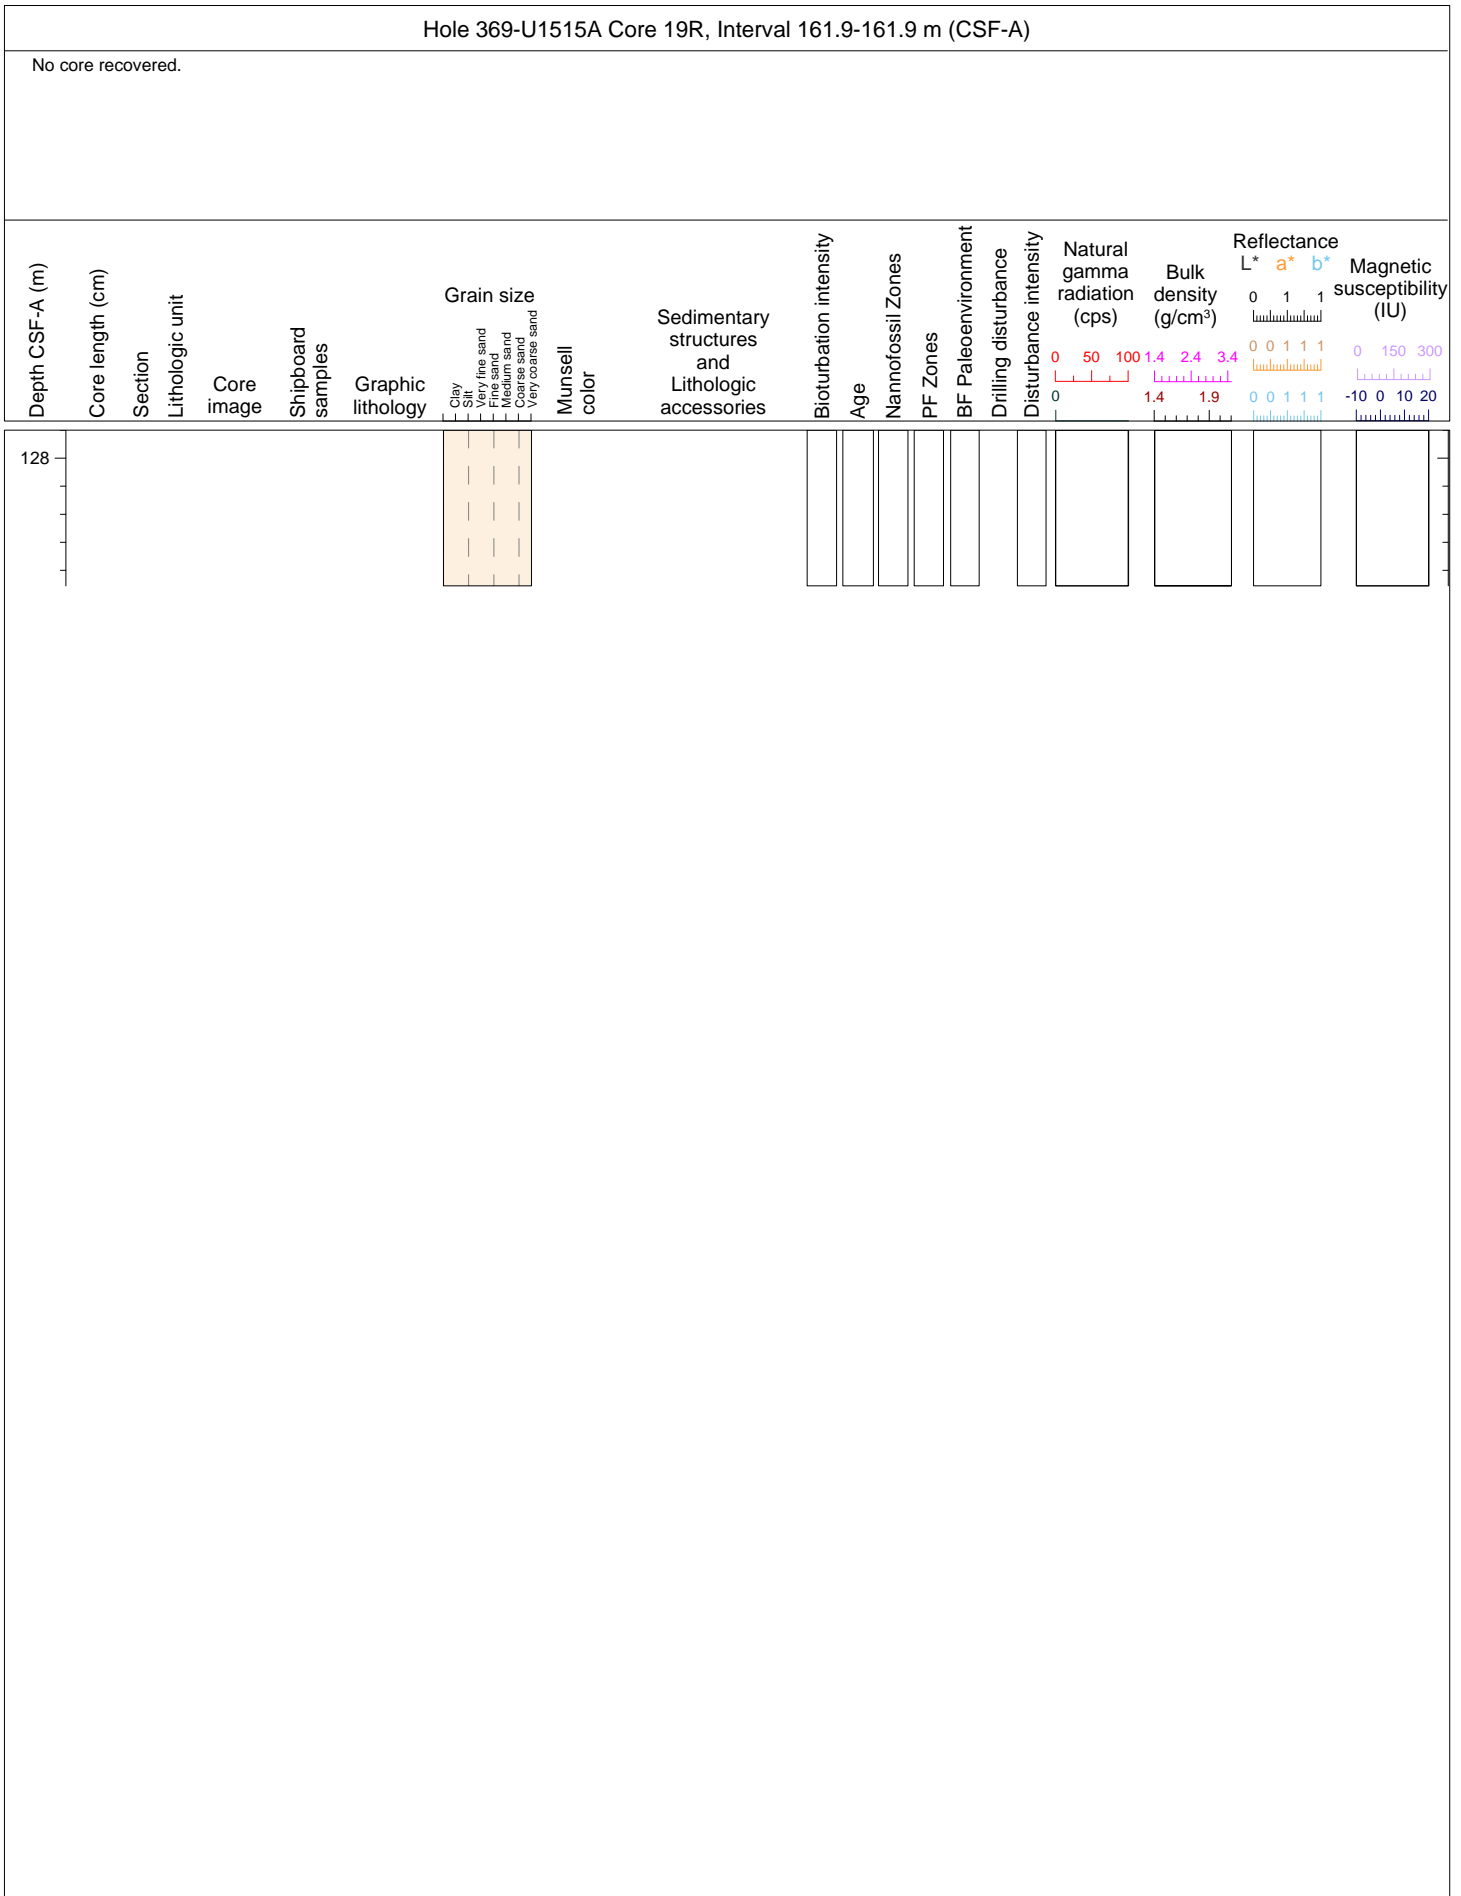 Hole 369-U1515A Core 19R, Interval 161.9-161.9 m (CSF-A)
No core recovered.
Depth CSF-A (m)
Core length (cm)
Section
Lithologic unit
Core
image
Shipboard
samples
Graphic
lithology
Grain size
Clay
Silt
Very fine sand
Fine sand
Medium sand
Coarse sand
Very coarse sand
Munsell
color
Sedimentary
structures
and
Lithologic
accessories
Bioturbation intensity
Age
Nannofossil Zones
PF Zones
BF Paleoenvironment
Drilling disturbance
Disturbance intensity
Natural
gamma
radiation
(cps)
0 50 100
0
Bulk
density
(g/cm³)
1.4 2.4 3.4
1.4 1.9
Reflectance
L* a* b*
0 1 1
0 0 1 1 1
0 0 1 1 1
Magnetic
susceptibility
(IU)
0 150 300
-10 0 10 20
128